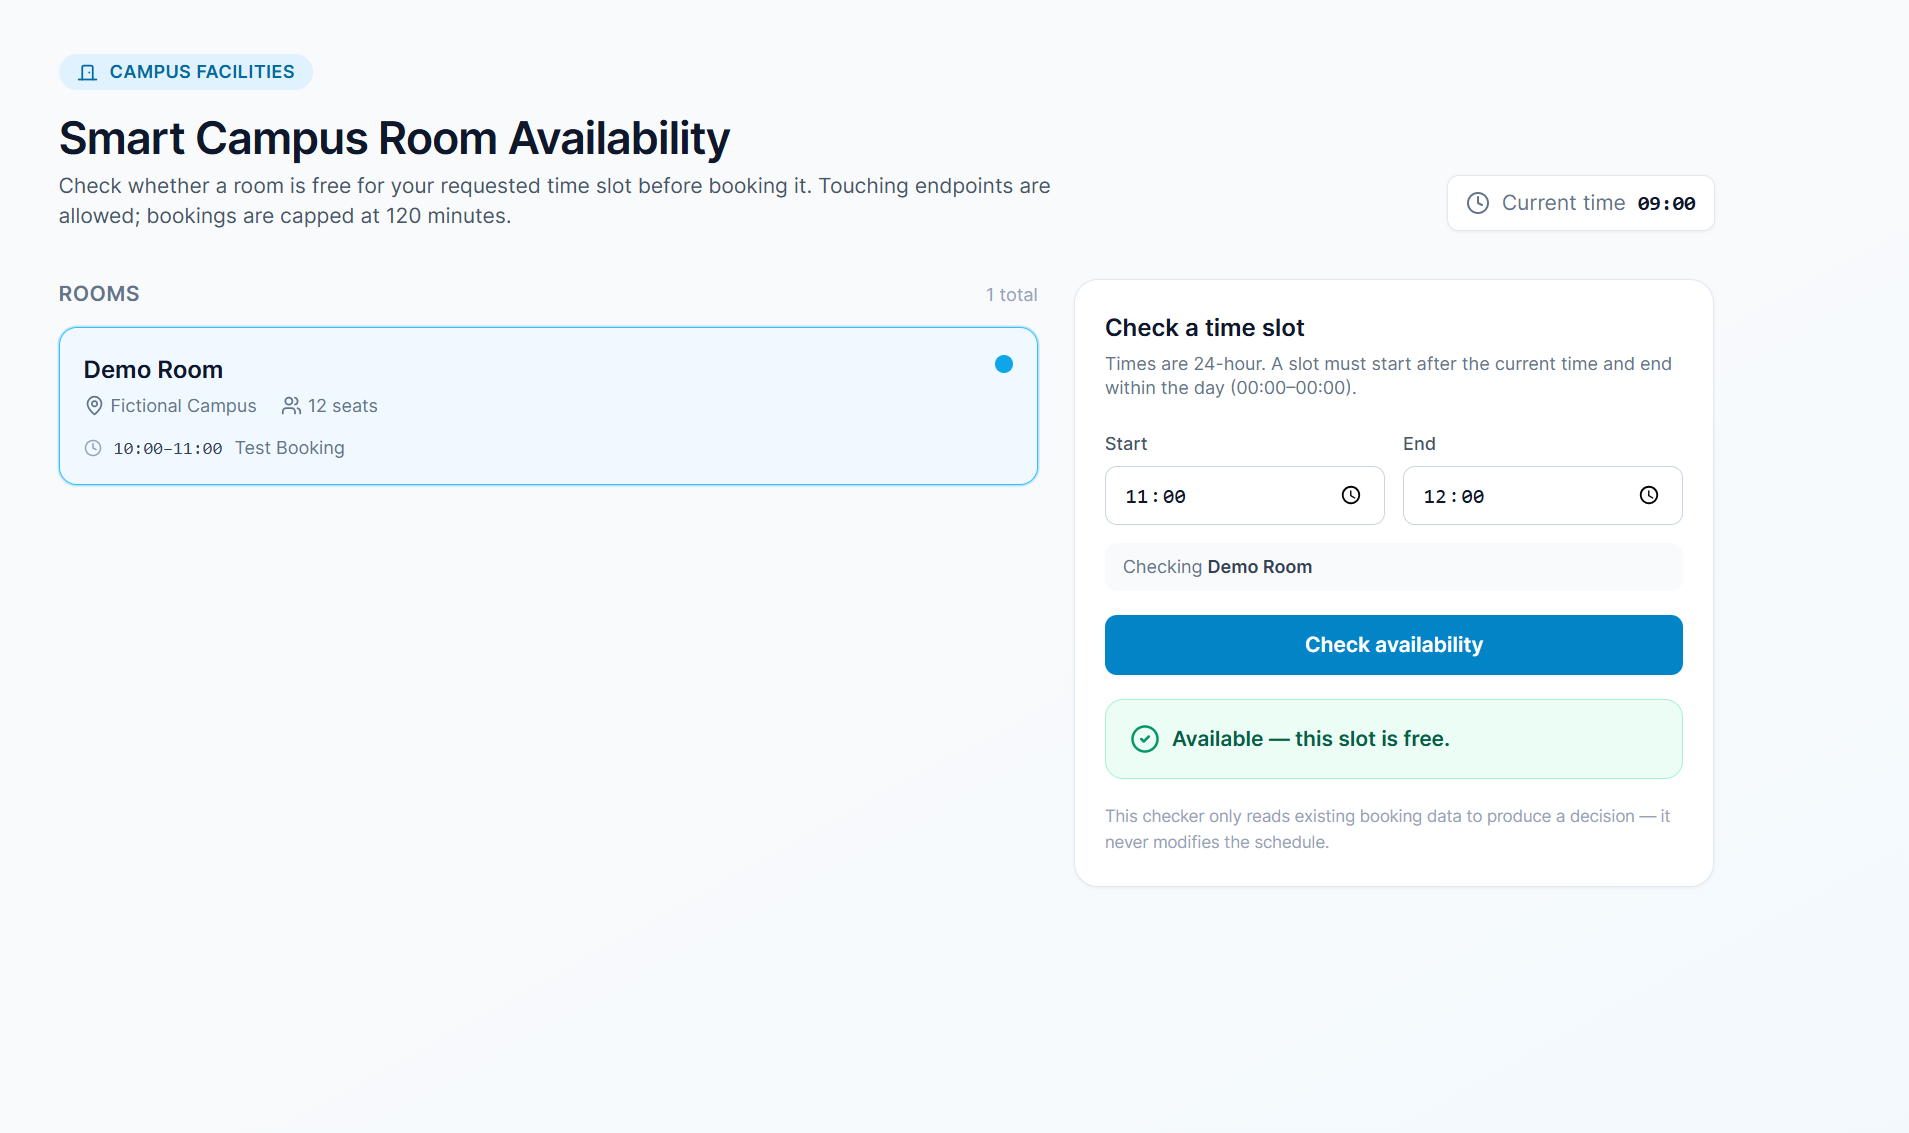 CAMPUS FACILITIES
Smart Campus Room Availability
Check whether a room is free for your requested time slot before booking it. Touching endpoints are
allowed; bookings are capped at 120 minutes.
Current time 09:00
ROOMS
1 total
Demo Room
Fictional Campus 12 seats
10:00–11:00 Test Booking
Check a time slot
Times are 24-hour. A slot must start after the current time and end
within the day (00:00–00:00).
Start End
11:00 12:00
Checking Demo Room
Check availability
Available — this slot is free.
This checker only reads existing booking data to produce a decision — it
never modifies the schedule.